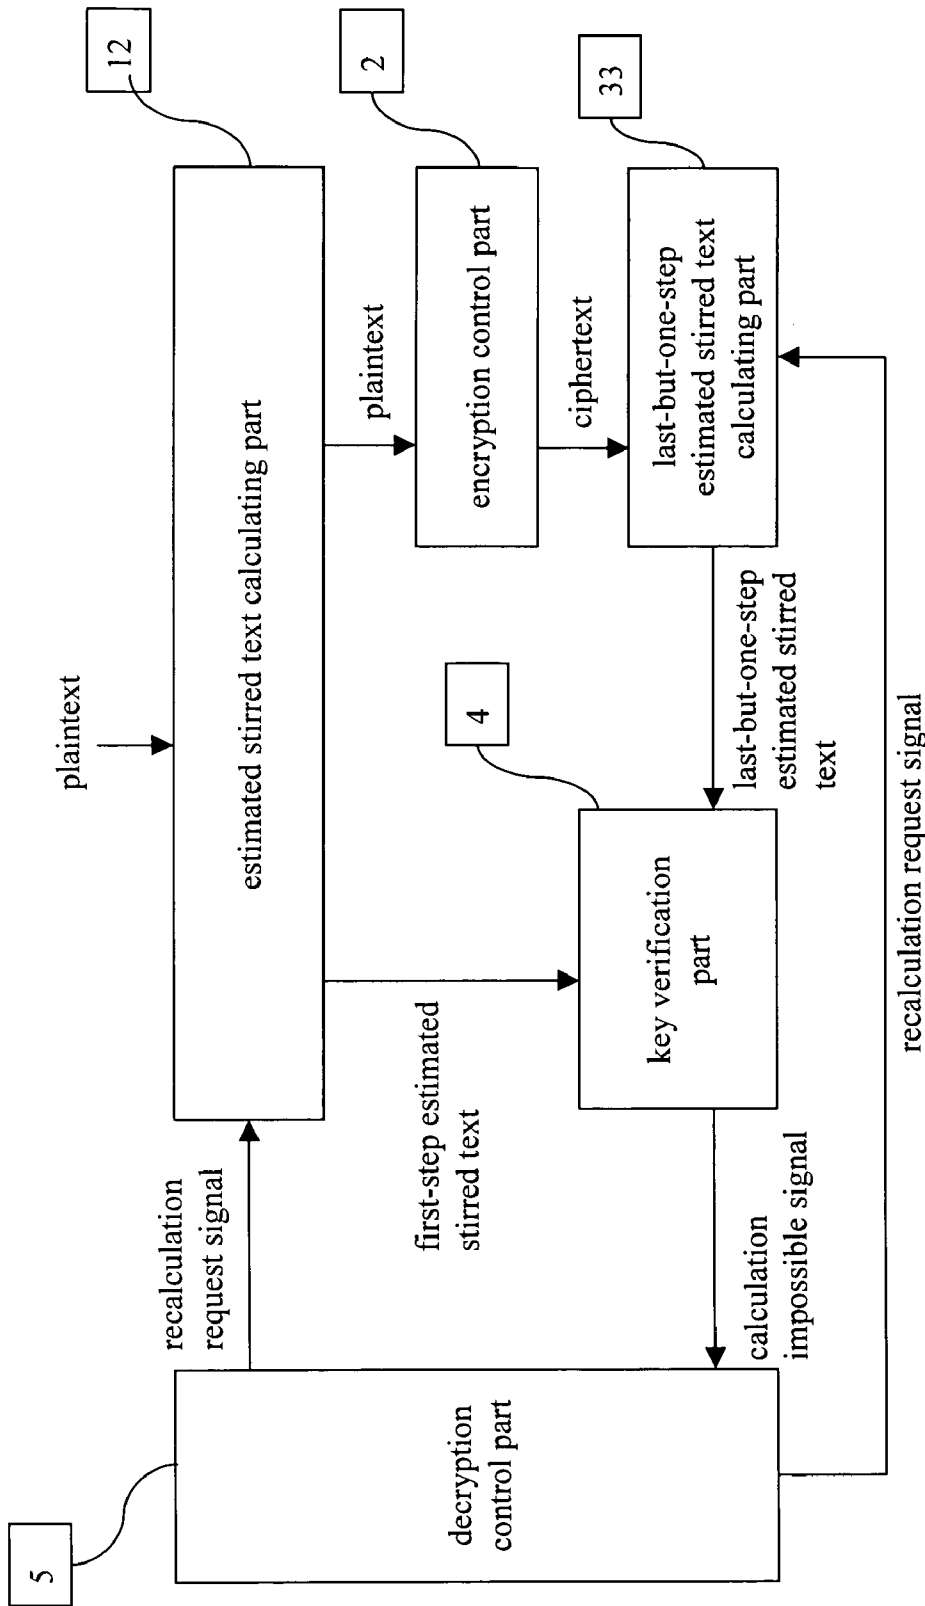 5
decryption
control part
recalculation
request signal
plaintext
estimated stirred text calculating part
12
first-step estimated
stirred text
plaintext
encryption control part
2
ciphertext
4
key verification
part
last-but-one-step
estimated stirred text
calculating part
33
calculation
impossible signal
last-but-one-step
estimated stirred
text
recalculation request signal